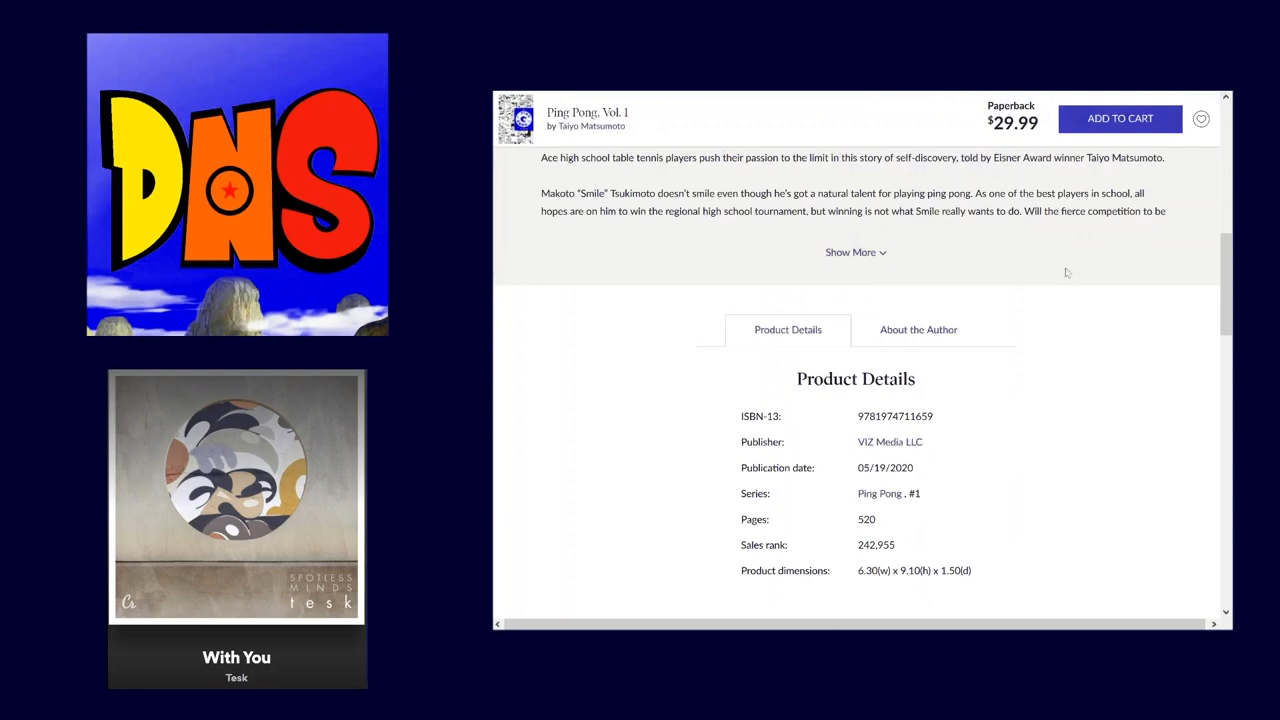 DNS
SPOTLESS
MINDS
tesk
Cr
With You
Tesk
Ping Pong, Vol. 1
by Taiyo Matsumoto
Paperback
$29.99
ADD TO CART
Ace high school table tennis players push their passion to the limit in this story of self-discovery, told by Eisner Award winner Taiyo Matsumoto.
Makoto “Smile” Tsukimoto doesn’t smile even though he’s got a natural talent for playing ping pong. As one of the best players in school, all
hopes are on him to win the regional high school tournament, but winning is not what Smile really wants to do. Will the fierce competition to be
Show More
Product Details
About the Author
Product Details
ISBN-13: 9781974711659
Publisher: VIZ Media LLC
Publication date: 05/19/2020
Series: Ping Pong , #1
Pages: 520
Sales rank: 242,955
Product dimensions: 6.30(w) x 9.10(h) x 1.50(d)